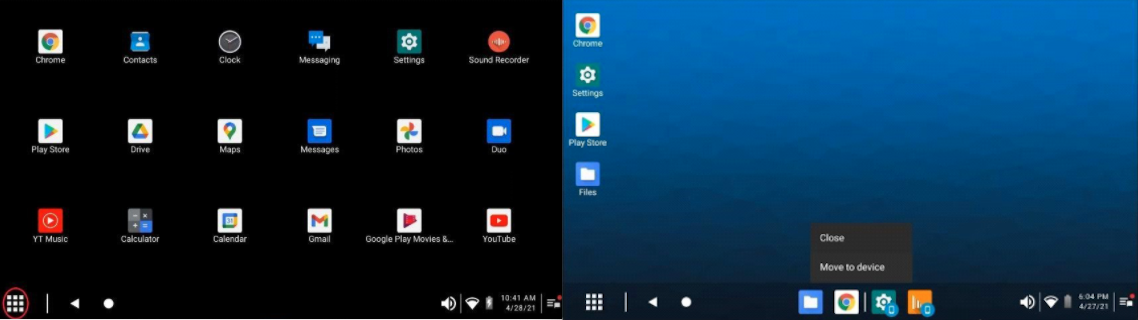 Chrome
Contacts
Clock
Messaging
Settings
Sound Recorder
Play Store
Drive
Maps
Messages
Photos
Duo
YT Music
Calculator
Calendar
Gmail
Google Play Movies &...
YouTube
10:41 AM
4/28/21
Chrome
Settings
Play Store
Files
Close
Move to device
6:04 PM
4/27/21